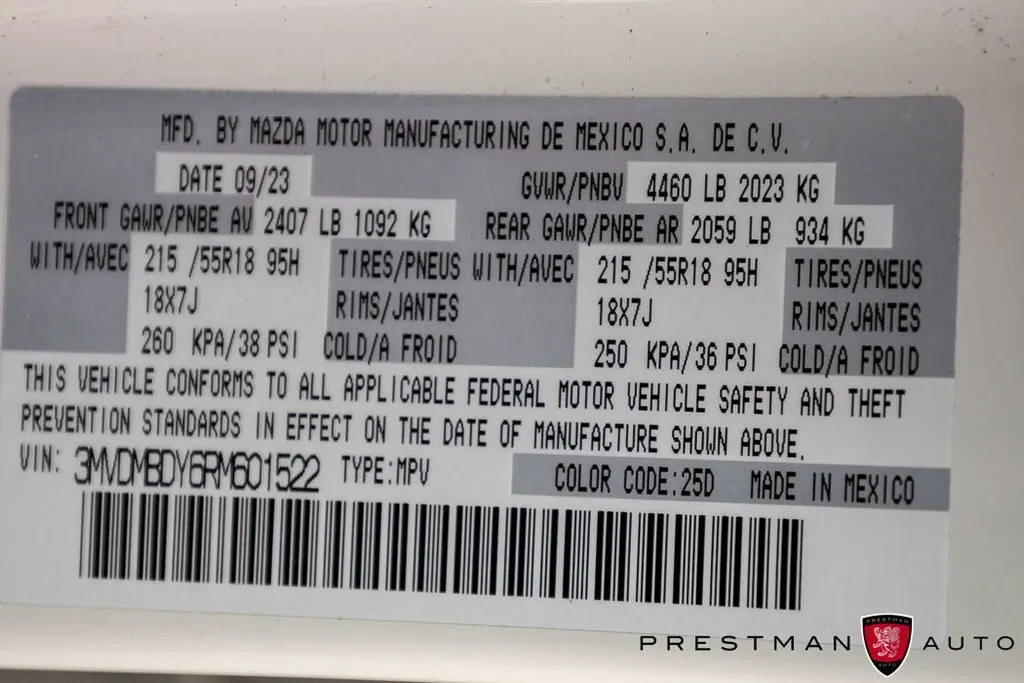 MFD. BY MAZDA MOTOR MANUFACTURING DE MEXICO S.A. DE C.V.
DATE 09/23 GVWR/PNBV 4460 LB 2023 KG
FRONT GAWR/PNBE AV 2407 LB 1092 KG REAR GAWR/PNBE AR 2059 LB 934 KG
WITH/AVEC 215 /55R18 95H TIRES/PNEUS WITH/AVEC 215 /55R18 95H TIRES/PNEUS
18X7J RIMS/JANTES 18X7J RIMS/JANTES
260 KPA/38 PSI COLD/A FROID 250 KPA/36 PSI COLD/A FROID
THIS VEHICLE CONFORMS TO ALL APPLICABLE FEDERAL MOTOR VEHICLE SAFETY AND THEFT
PREVENTION STANDARDS IN EFFECT ON THE DATE OF MANUFACTURE SHOWN ABOVE.
VIN: 3MVDMBDY6RM601522 TYPE:MPV COLOR CODE:25D MADE IN MEXICO
PRESTMAN PRESTMAN AUTO AUTO